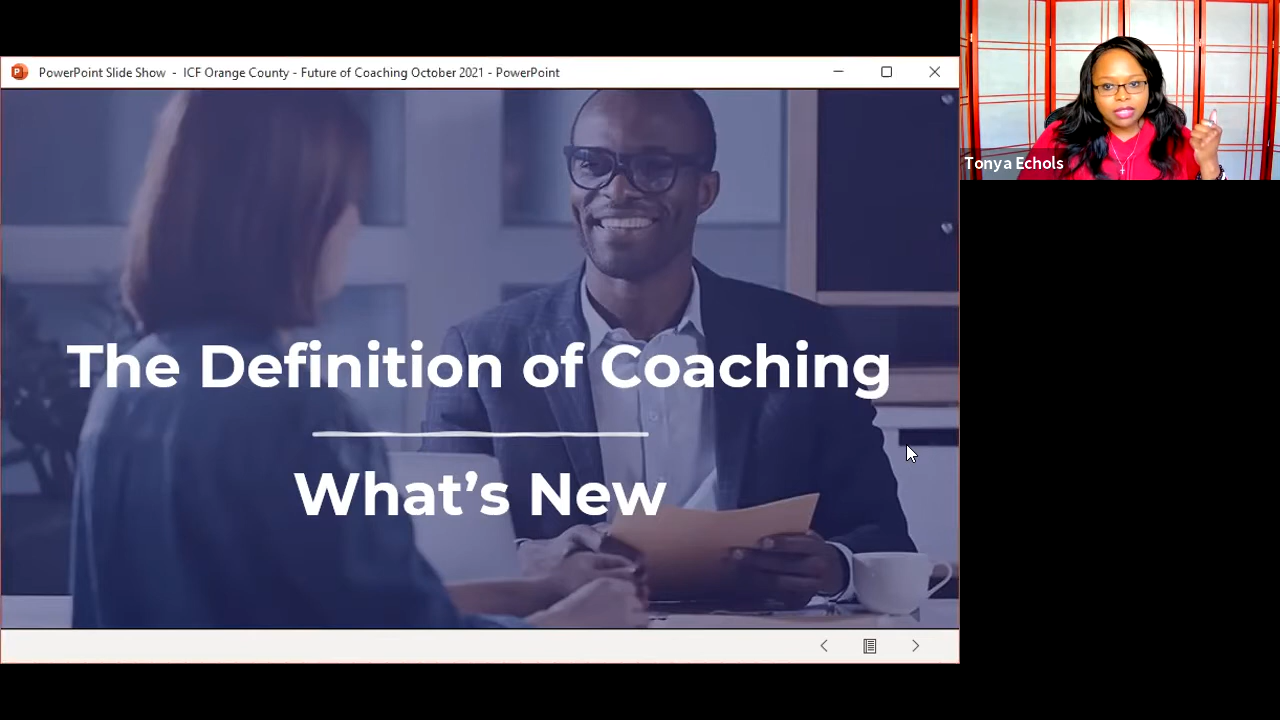 PowerPoint Slide Show - ICF Orange County - Future of Coaching October 2021 - PowerPoint
Tonya Echols
The Definition of Coaching
What’s New